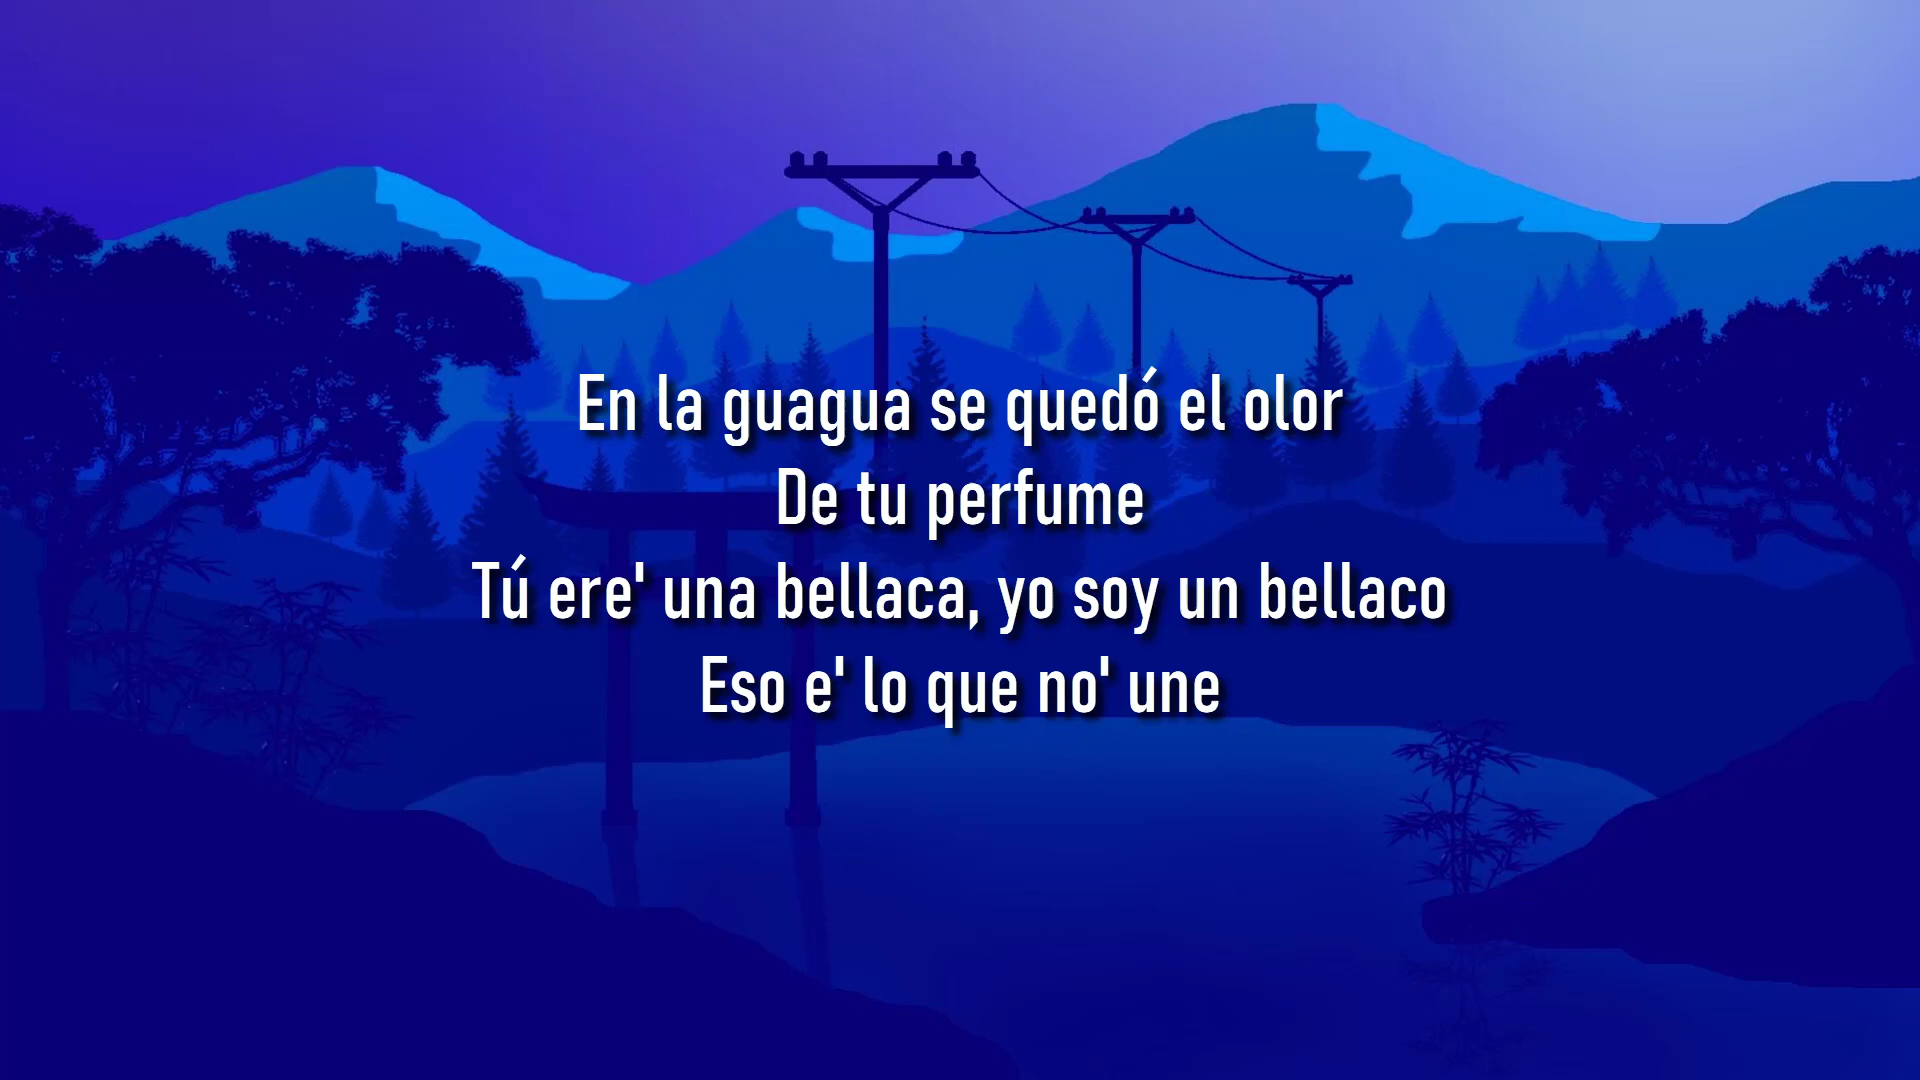 En la guagua se quedó el olor
De tu perfume
Tú ere' una bellaca, yo soy un bellaco
Eso e' lo que no' une